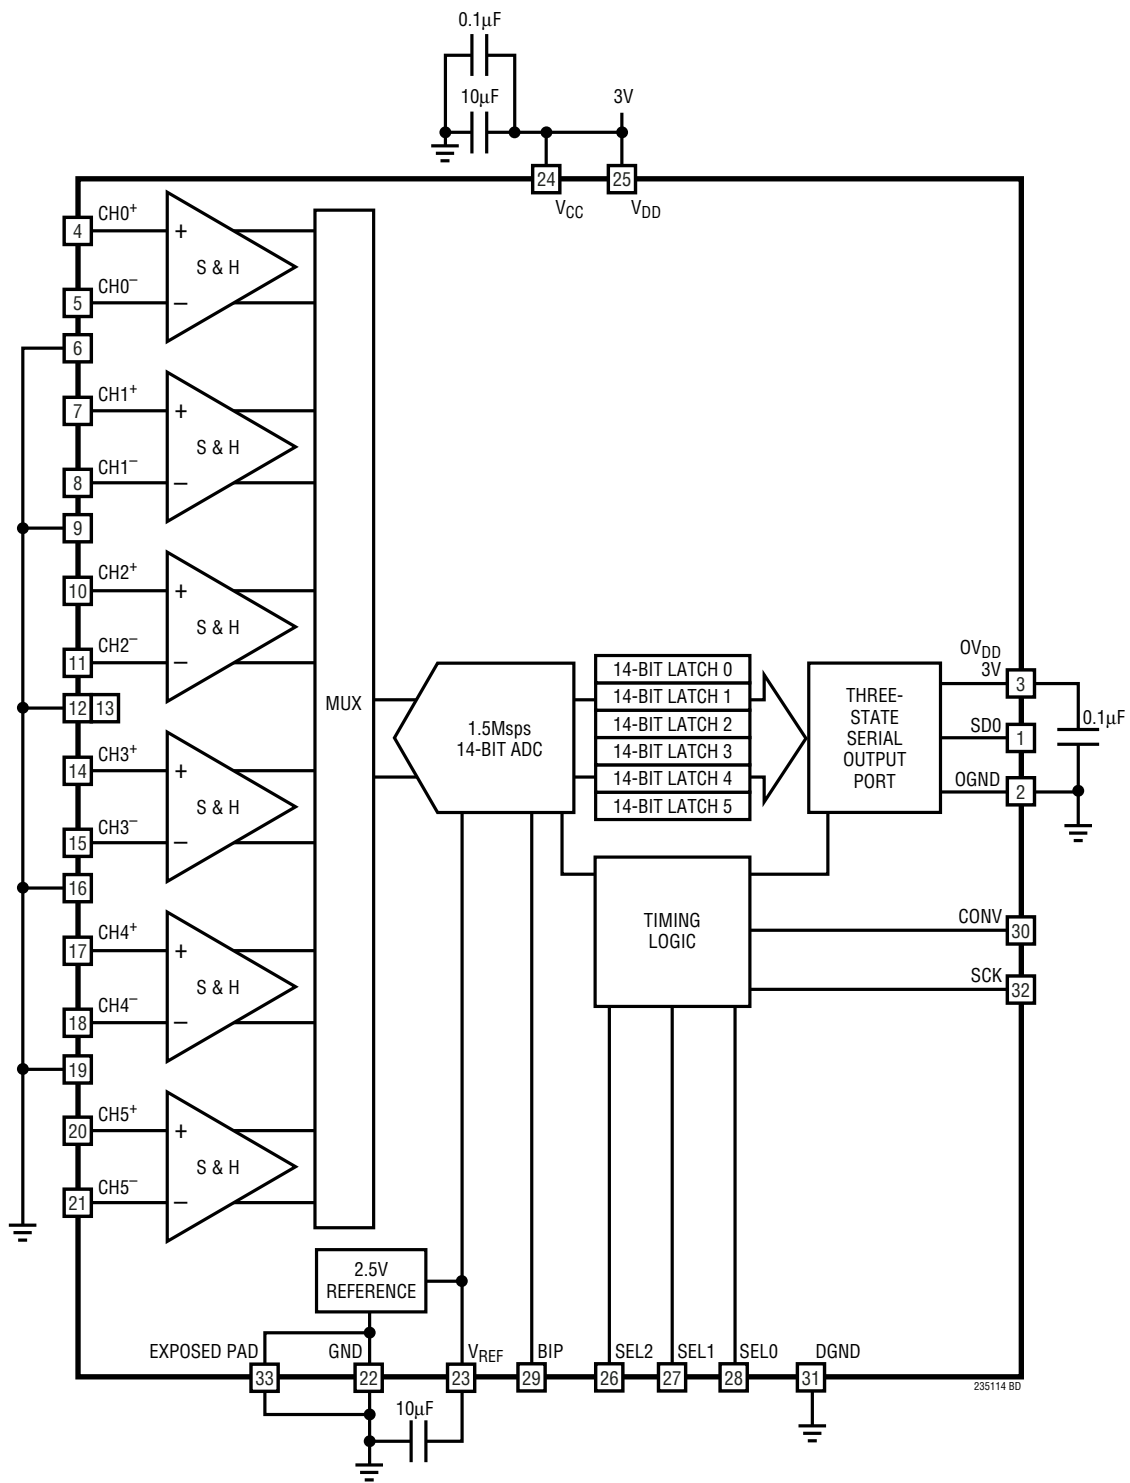 0.1µF
10µF
3V
24
25
VCC
VDD
4
CH0+
+
S & H
5
CH0–
–
6
7
CH1+
+
S & H
8
CH1–
–
9
10
CH2+
+
S & H
11
CH2–
–
12
13
14
CH3+
+
S & H
15
CH3–
–
16
17
CH4+
+
S & H
18
CH4–
–
19
20
CH5+
+
S & H
21
CH5–
–
MUX
1.5Msps
14-BIT ADC
14-BIT LATCH 0
14-BIT LATCH 1
14-BIT LATCH 2
14-BIT LATCH 3
14-BIT LATCH 4
14-BIT LATCH 5
THREE-
STATE
SERIAL
OUTPUT
PORT
OVDD
3V
3
SD0
1
OGND
2
0.1µF
TIMING
LOGIC
CONV
30
SCK
32
2.5V
REFERENCE
EXPOSED PAD
GND
VREF
BIP
SEL2
SEL1
SEL0
DGND
33
22
23
29
26
27
28
31
235114 BD
10µF